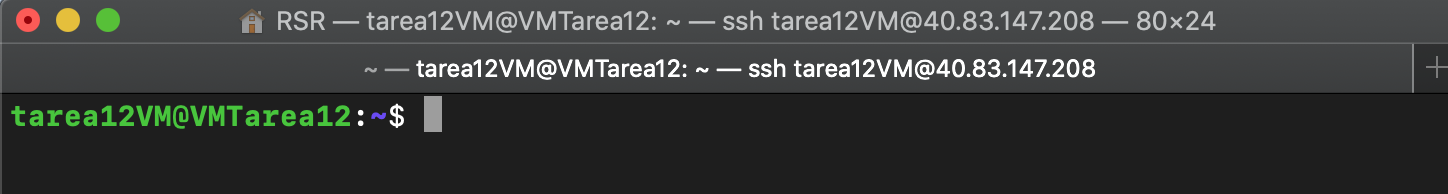 RSR — tarea12VM@VMTarea12: ~ — ssh tarea12VM@40.83.147.208 — 80×24
~ — tarea12VM@VMTarea12: ~ — ssh tarea12VM@40.83.147.208
tarea12VM@VMTarea12:~$